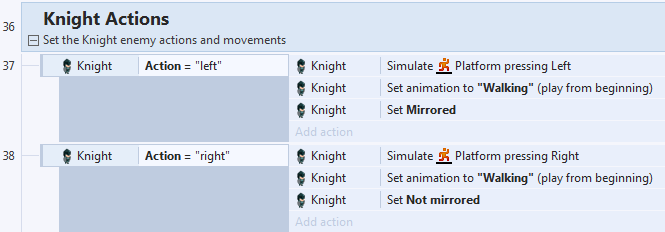 36
Knight Actions
Set the Knight enemy actions and movements
37
Knight Action = "left"
Knight Simulate Platform pressing Left
Knight Set animation to "Walking" (play from beginning)
Knight Set Mirrored
Add action
38
Knight Action = "right"
Knight Simulate Platform pressing Right
Knight Set animation to "Walking" (play from beginning)
Knight Set Not mirrored
Add action